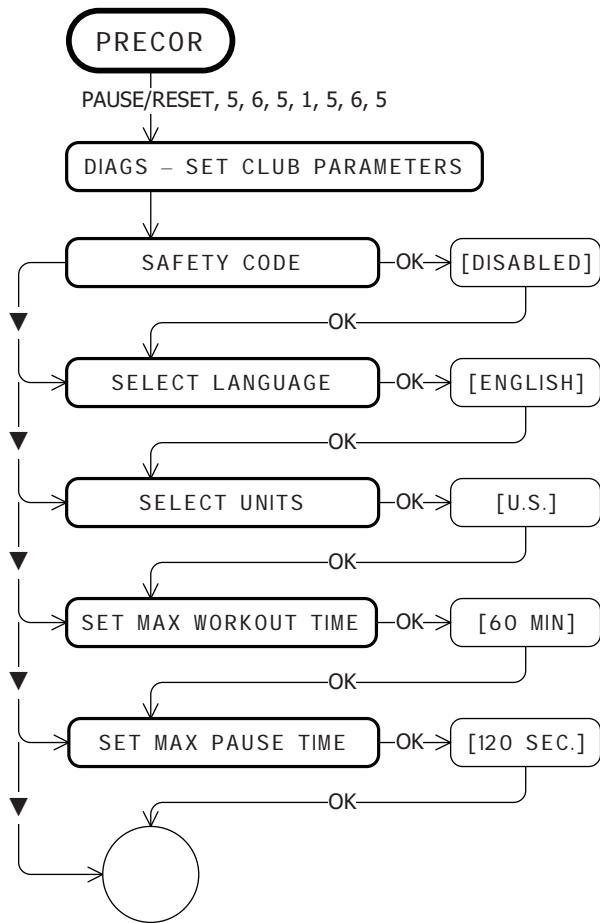 PRECOR
PAUSE/RESET, 5, 6, 5, 1, 5, 6, 5
DIAGS – SET CLUB PARAMETERS
SAFETY CODE OK [DISABLED]
OK
SELECT LANGUAGE OK [ENGLISH]
OK
SELECT UNITS OK [U.S.]
OK
SET MAX WORKOUT TIME OK [60 MIN]
OK
SET MAX PAUSE TIME OK [120 SEC.]
OK